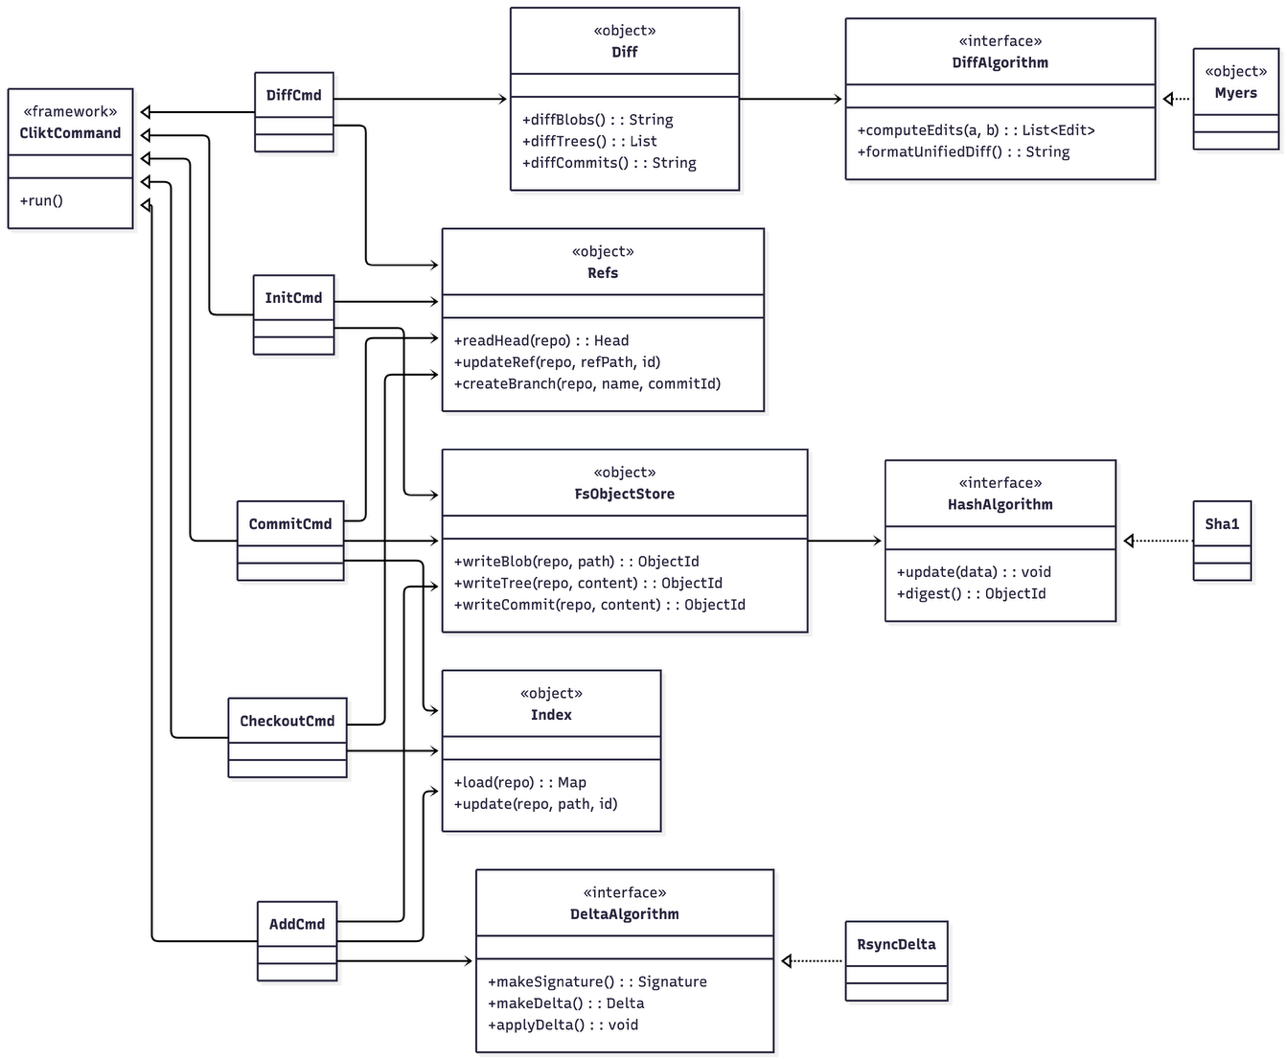 «framework»
CliktCommand
+run()
DiffCmd
«object»
Diff
+diffBlobs() : : String
+diffTrees() : : List
+diffCommits() : : String
«interface»
DiffAlgorithm
+computeEdits(a, b) : : List<Edit>
+formatUnifiedDiff() : : String
«object»
Myers
InitCmd
«object»
Refs
+readHead(repo) : : Head
+updateRef(repo, refPath, id)
+createBranch(repo, name, commitId)
CommitCmd
«object»
FsObjectStore
+writeBlob(repo, path) : : ObjectId
+writeTree(repo, content) : : ObjectId
+writeCommit(repo, content) : : ObjectId
«interface»
HashAlgorithm
+update(data) : : void
+digest() : : ObjectId
Sha1
CheckoutCmd
«object»
Index
+load(repo) : : Map
+update(repo, path, id)
AddCmd
«interface»
DeltaAlgorithm
+makeSignature() : : Signature
+makeDelta() : : Delta
+applyDelta() : : void
RsyncDelta